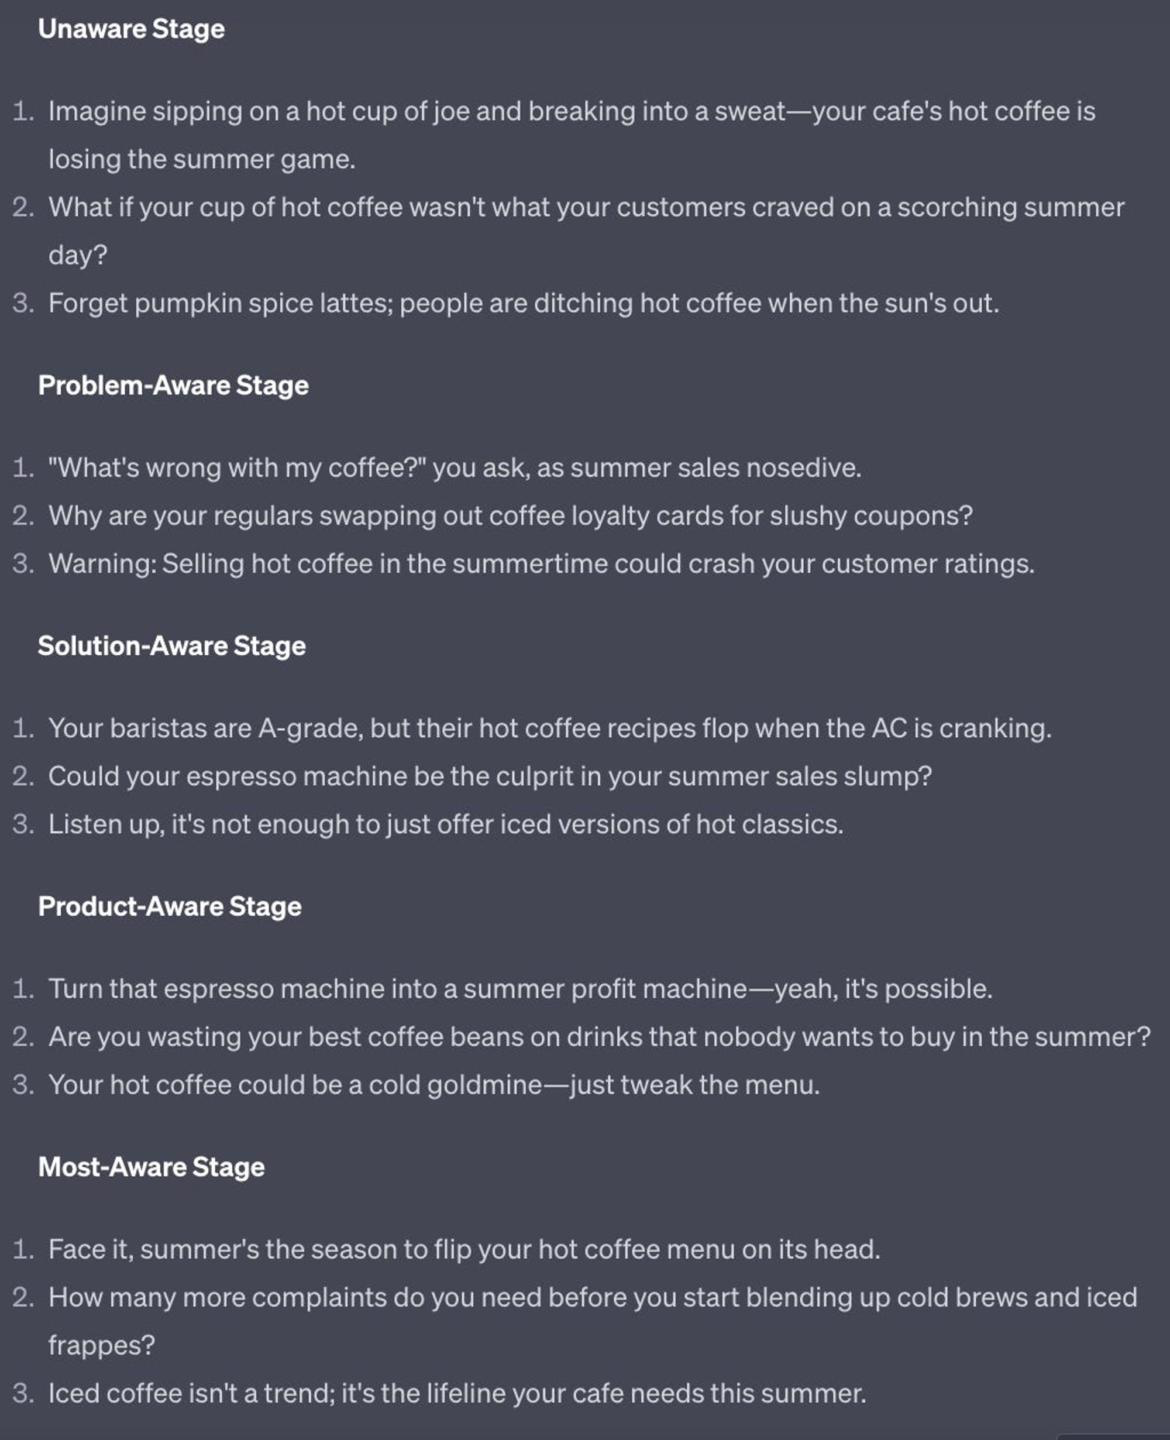 Unaware Stage
1. Imagine sipping on a hot cup of joe and breaking into a sweat—your cafe's hot coffee is
losing the summer game.
2. What if your cup of hot coffee wasn't what your customers craved on a scorching summer
day?
3. Forget pumpkin spice lattes; people are ditching hot coffee when the sun's out.
Problem-Aware Stage
1. "What's wrong with my coffee?" you ask, as summer sales nosedive.
2. Why are your regulars swapping out coffee loyalty cards for slushy coupons?
3. Warning: Selling hot coffee in the summertime could crash your customer ratings.
Solution-Aware Stage
1. Your baristas are A-grade, but their hot coffee recipes flop when the AC is cranking.
2. Could your espresso machine be the culprit in your summer sales slump?
3. Listen up, it's not enough to just offer iced versions of hot classics.
Product-Aware Stage
1. Turn that espresso machine into a summer profit machine—yeah, it's possible.
2. Are you wasting your best coffee beans on drinks that nobody wants to buy in the summer?
3. Your hot coffee could be a cold goldmine—just tweak the menu.
Most-Aware Stage
1. Face it, summer's the season to flip your hot coffee menu on its head.
2. How many more complaints do you need before you start blending up cold brews and iced
frappes?
3. Iced coffee isn't a trend; it's the lifeline your cafe needs this summer.